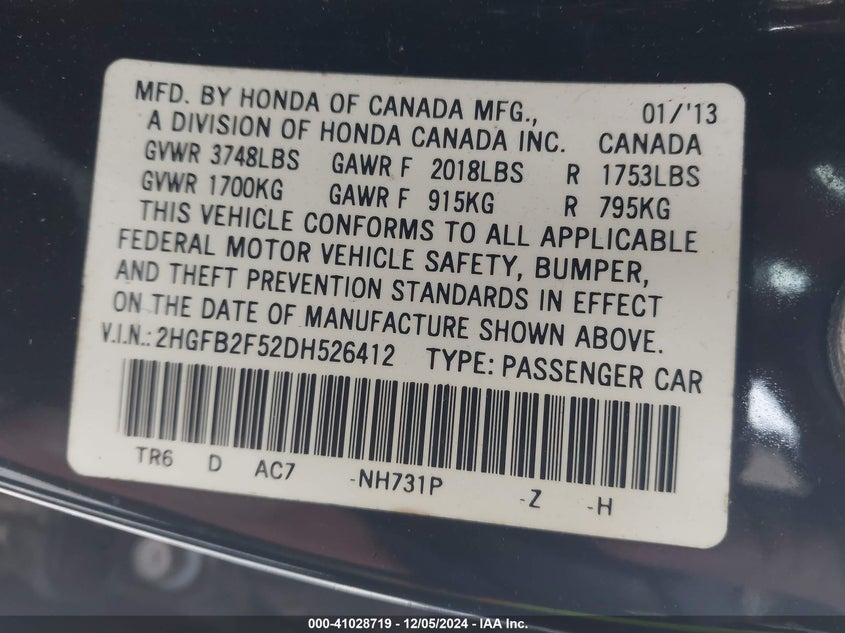 MFD. BY HONDA OF CANADA MFG., 01/'13
A DIVISION OF HONDA CANADA INC. CANADA
GVWR 3748LBS GAWR F 2018LBS R 1753LBS
GVWR 1700KG GAWR F 915KG R 795KG
THIS VEHICLE CONFORMS TO ALL APPLICABLE
FEDERAL MOTOR VEHICLE SAFETY, BUMPER,
AND THEFT PREVENTION STANDARDS IN EFFECT
ON THE DATE OF MANUFACTURE SHOWN ABOVE.
V.I.N.: 2HGFB2F52DH526412 TYPE: PASSENGER CAR
TR6 D AC7 -NH731P -Z -H
000-41028719 - 12/05/2024 - IAA Inc.